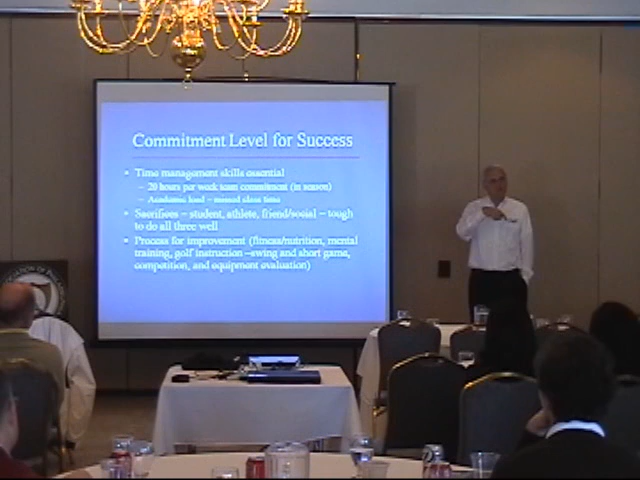 Commitment Level for Success
• Time management skills essential
– 20 hours per week team commitment (in season)
– Academic load – missed class time
• Sacrifices – student, athlete, friend/social – tough
to do all three well
• Process for improvement (fitness/nutrition, mental
training, golf instruction –swing and short game,
competition, and equipment evaluation)